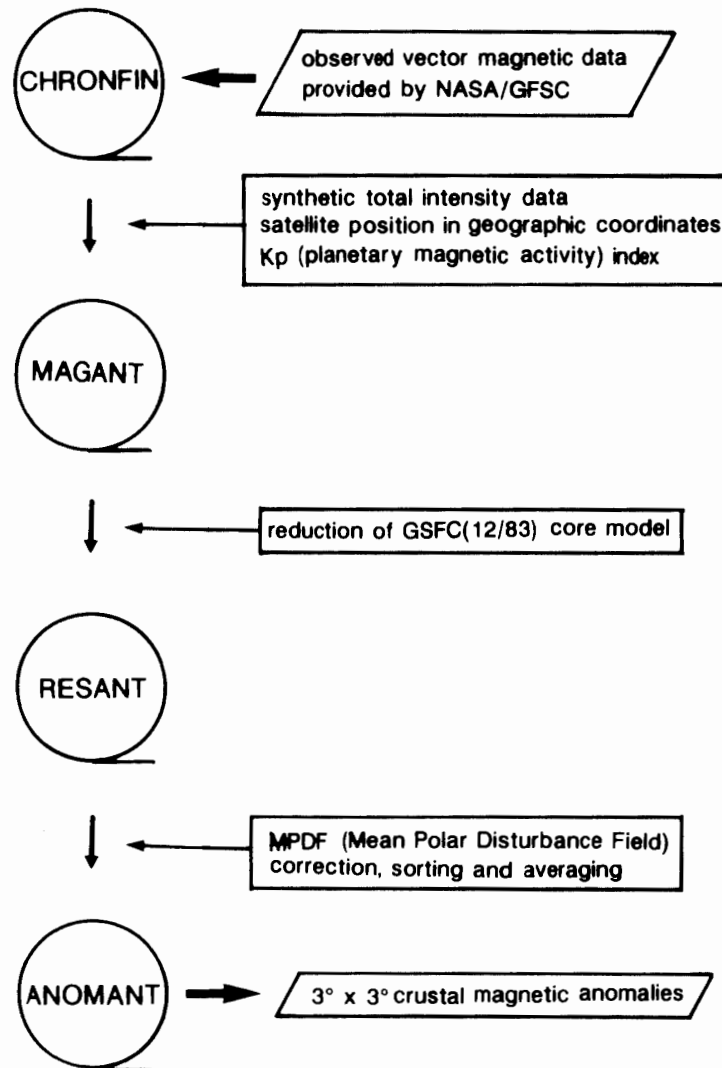 CHRONFIN
observed vector magnetic data
provided by NASA/GFSC
synthetic total intensity data
satellite position in geographic coordinates
Kp (planetary magnetic activity) index
MAGANT
reduction of GSFC(12/83) core model
RESANT
MPDF (Mean Polar Disturbance Field)
correction, sorting and averaging
ANOMANT
3° x 3° crustal magnetic anomalies